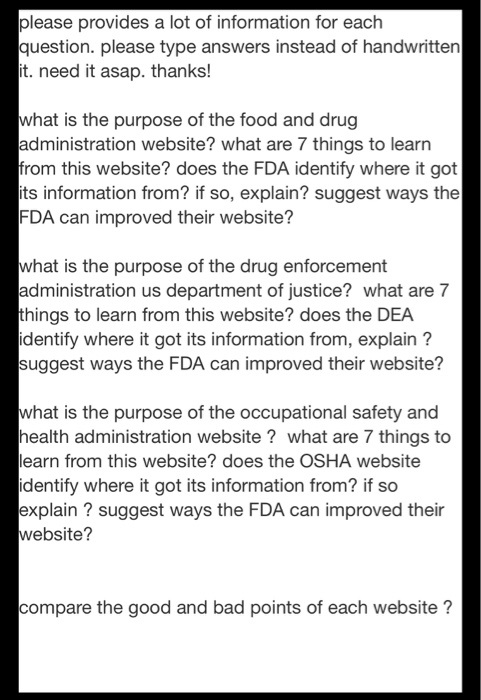 please provides a lot of information for each
question. please type answers instead of handwritten
it. need it asap. thanks!
what is the purpose of the food and drug
administration website? what are 7 things to learn
from this website? does the FDA identify where it got
its information from? if so, explain? suggest ways the
FDA can improved their website?
what is the purpose of the drug enforcement
administration us department of justice? what are 7
things to learn from this website? does the DEA
identify where it got its information from, explain ?
suggest ways the FDA can improved their website?
what is the purpose of the occupational safety and
health administration website ? what are 7 things to
learn from this website? does the OSHA website
identify where it got its information from? if so
explain ? suggest ways the FDA can improved their
website?
compare the good and bad points of each website ?